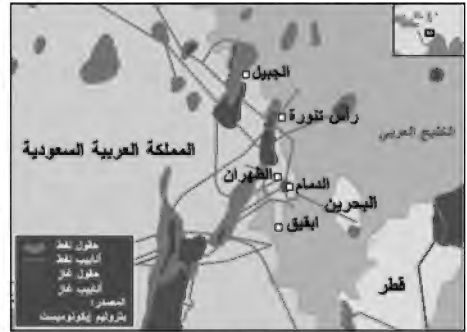 الجبيل
رأس تنورة
الخليج العربي
المملكة العربية السعودية
الظهران
الدمام
البحرين
ابقيق
قطر
حقول نفط
أنابيب نفط
حقول غاز
أنابيب غاز
المصدر:
بتروليم إيكونوميست